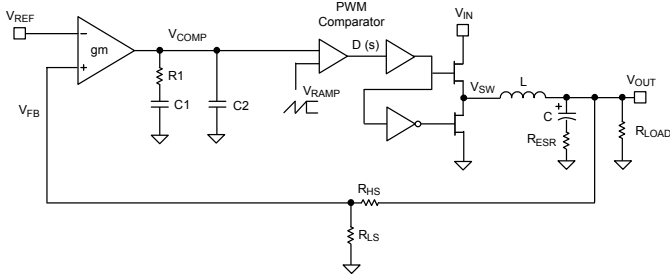 PWM
Comparator
VREF
VIN
gm
VCOMP
D (s)
R1
VRAMP
VSW
L
VOUT
C1
C2
C
RESR
RLOAD
VFB
RHS
RLS